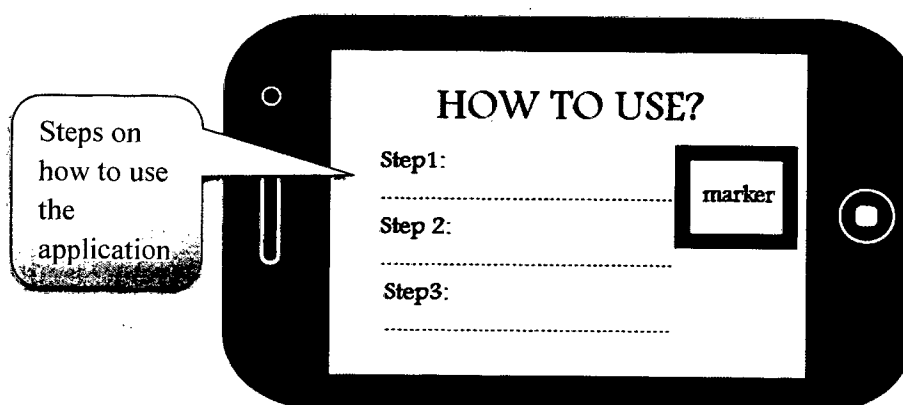 Steps on
how to use
the
application
HOW TO USE?
Step1:
Step 2:
Step3:
marker